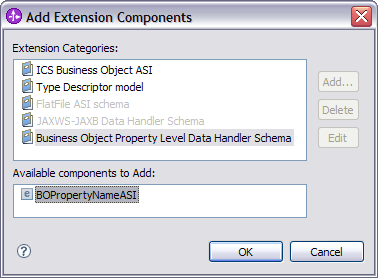 Add Extension Components
Extension Categories:
ICS Business Object ASI
Type Descriptor model
FlatFile ASI schema
JAXWS-JAXB Data Handler Schema
Business Object Property Level Data Handler Schema
Add...
Delete
Edit
Available components to Add:
e BOPropertyNameASI
?
OK
Cancel